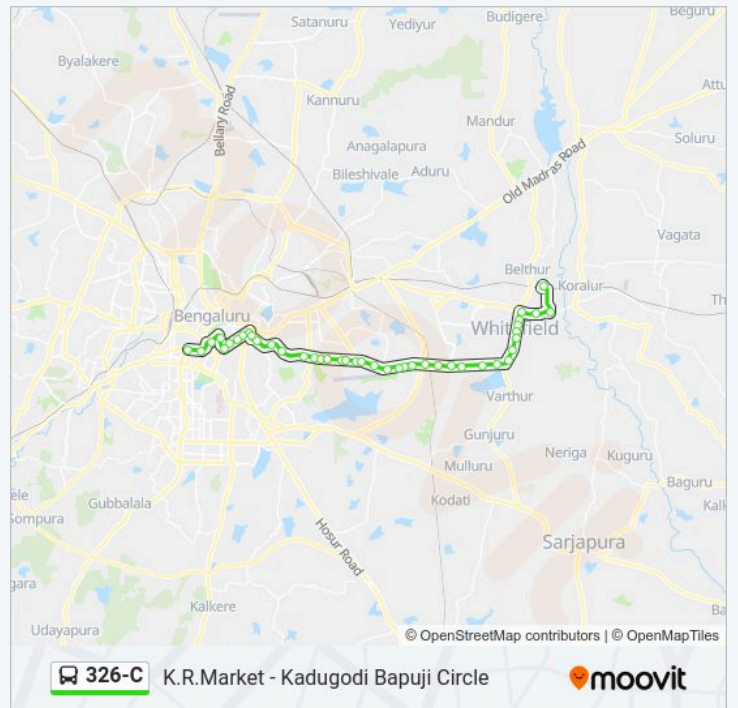 Satanuru
Yediyur
Budigere
Beguru
Byalakere
Kannuru
Attu
Bellary Road
Mandur
Soluru
Anagalapura
Bileshivale
Aduru
Old Madras Road
Vagata
Belthur
Koralur
Th
Bengaluru
Whitefield
Varthur
Gunjuru
Neriga
Kuguru
Mulluru
Baguru
ele
Gubbalala
Kodati
Kall
Sompura
Hosur Road
Sarjapura
gara
Kalkere
Ba
Udayapura
© OpenStreetMap contributors | © OpenMapTiles
326-C
K.R.Market - Kadugodi Bapuji Circle
moovit